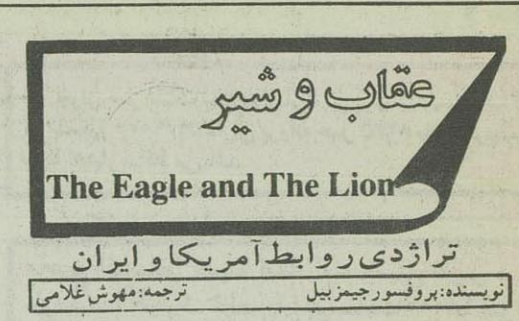 عقاب و شیر
The Eagle and The Lion
تراژدی روابط آمریکا و ایران
نویسنده: پروفسور جیمز بیل ترجمه: مهوش غلامی